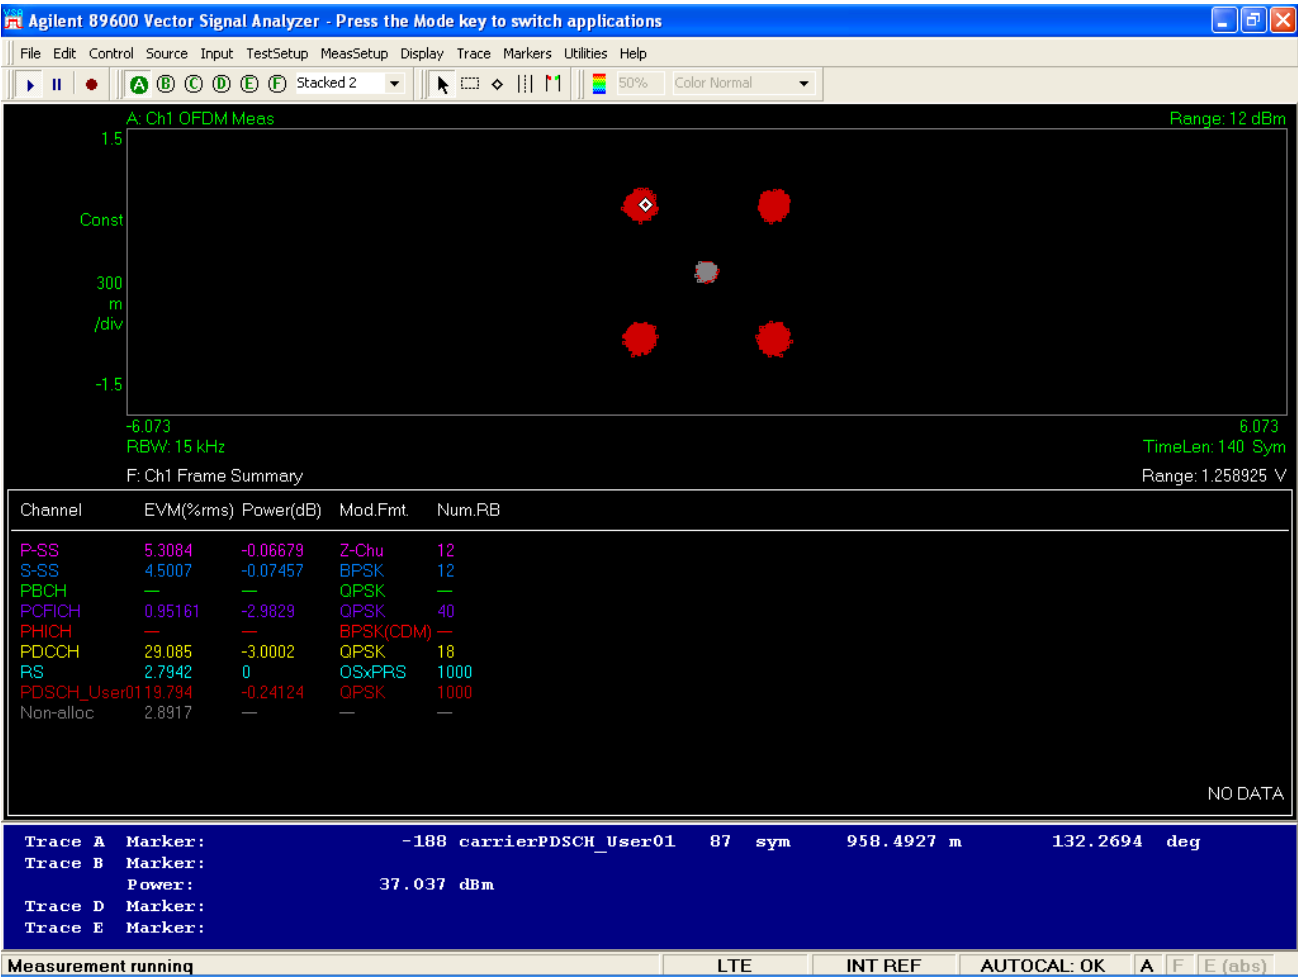 Agilent 89600 Vector Signal Analyzer - Press the Mode key to switch applications
File Edit Control Source Input TestSetup MeasSetup Display Trace Markers Utilities Help
A B C D E F Stacked 2 50% Color Normal
A: Ch1 OFDM Meas Range: 12 dBm
1.5
Const
300
m
/div
-1.5
-6.073 6.073
RBW: 15 kHz TimeLen: 140 Sym
F: Ch1 Frame Summary Range: 1.258925 V
Channel EVM(%rms) Power(dB) Mod.Fmt. Num.RB
P-SS 5.3084 -0.06679 Z-Chu 12
S-SS 4.5007 -0.07457 BPSK 12
PBCH — — QPSK —
PCFICH 0.95161 -2.9829 QPSK 40
PHICH — — BPSK(CDM) —
PDCCH 29.085 -3.0002 QPSK 18
RS 2.7942 0 OSxPRS 1000
PDSCH_User01 19.794 -0.24124 QPSK 1000
Non-alloc 2.8917 — — —
NO DATA
Trace A Marker: -188 carrierPDSCH_User01 87 sym 958.4927 m 132.2694 deg
Trace B Marker:
Power: 37.037 dBm
Trace D Marker:
Trace E Marker:
Measurement running LTE INT REF AUTOCAL: OK A F E (abs)